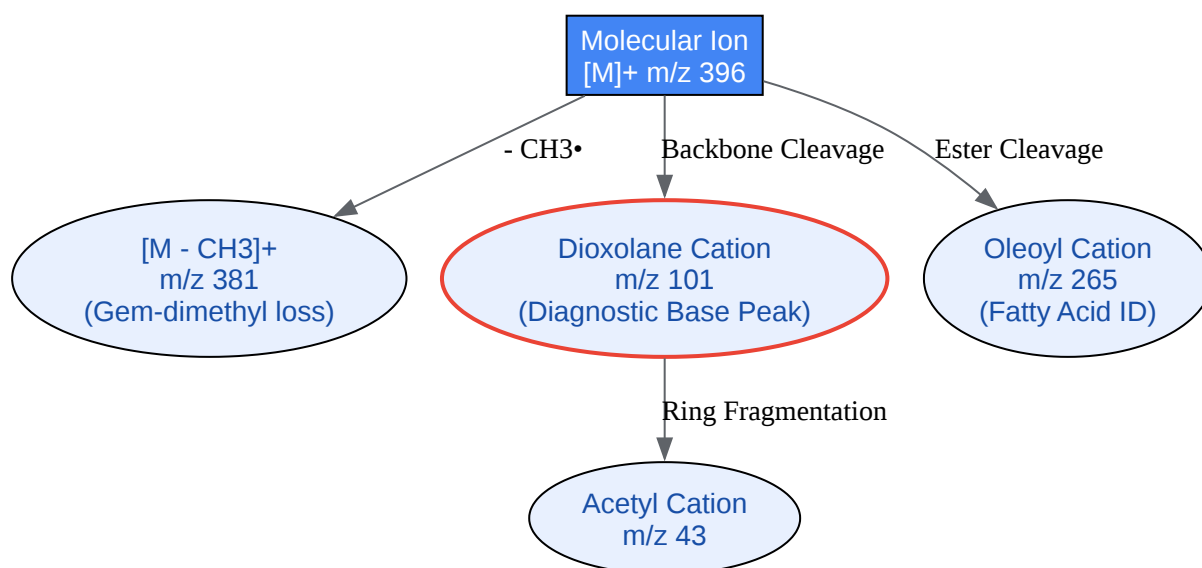 Molecular Ion
[M]+ m/z 396
- CH3•
Backbone Cleavage
Ester Cleavage
[M - CH3]+
m/z 381
(Gem-dimethyl loss)
Dioxolane Cation
m/z 101
(Diagnostic Base Peak)
Oleoyl Cation
m/z 265
(Fatty Acid ID)
Ring Fragmentation
Acetyl Cation
m/z 43